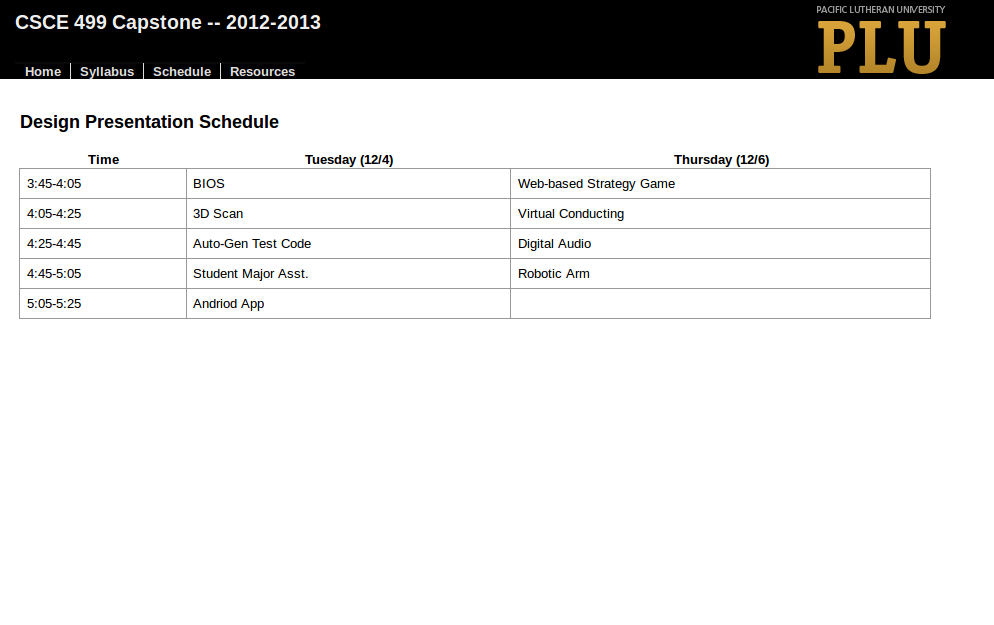 CSCE 499 Capstone -- 2012-2013
PACIFIC LUTHERAN UNIVERSITY
PLU
Home Syllabus Schedule Resources
Design Presentation Schedule
Time Tuesday (12/4) Thursday (12/6)
3:45-4:05 BIOS Web-based Strategy Game
4:05-4:25 3D Scan Virtual Conducting
4:25-4:45 Auto-Gen Test Code Digital Audio
4:45-5:05 Student Major Asst. Robotic Arm
5:05-5:25 Andriod App